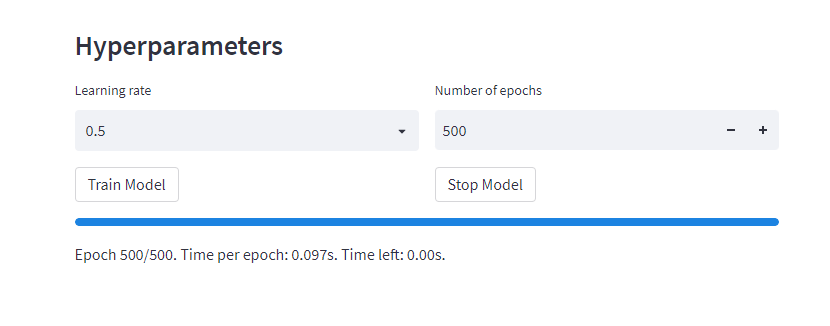 Hyperparameters
Learning rate
Number of epochs
0.5
500
Train Model
Stop Model
Epoch 500/500. Time per epoch: 0.097s. Time left: 0.00s.